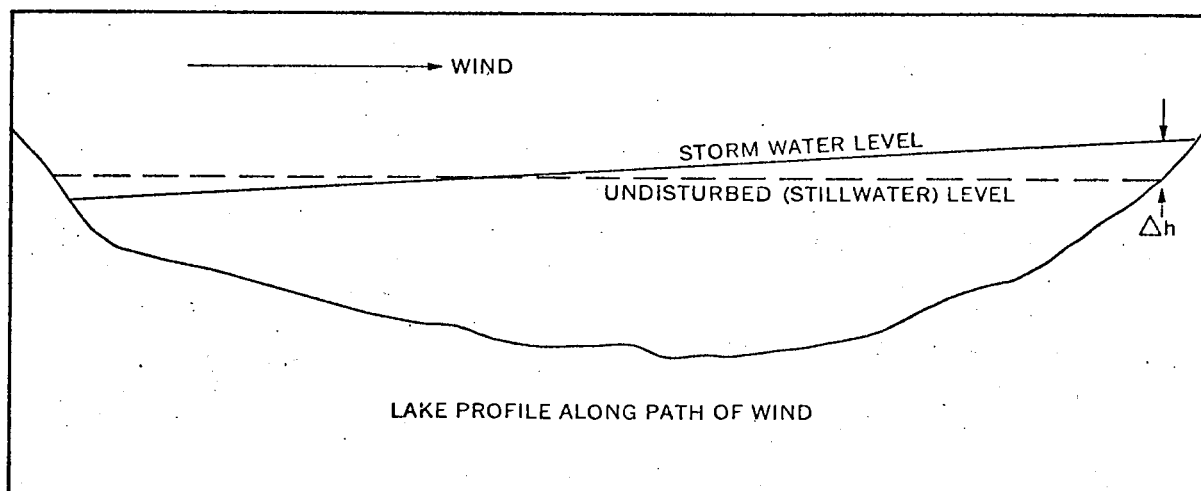 WIND
STORM WATER LEVEL
UNDISTURBED (STILLWATER) LEVEL
Δh
LAKE PROFILE ALONG PATH OF WIND